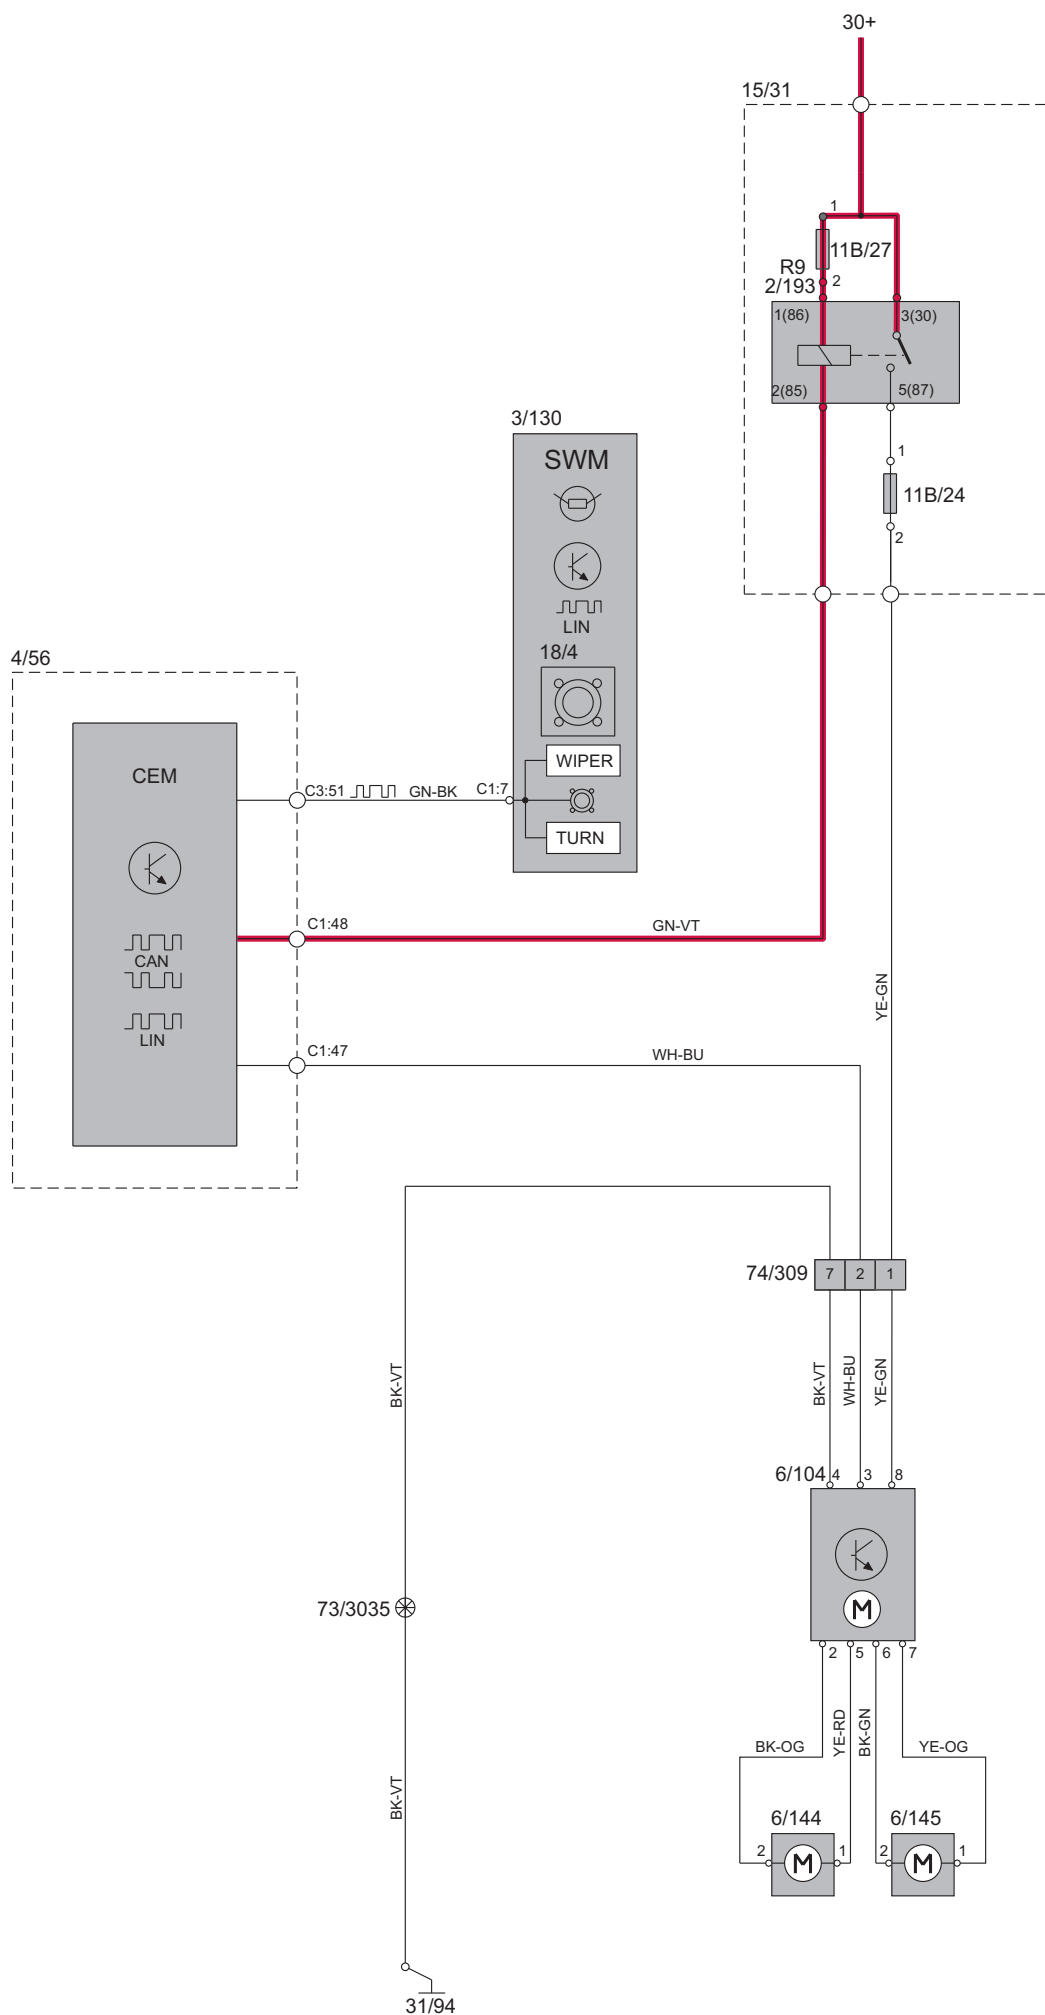 30+
15/31
1
11B/27
R9
2
2/193
1(86)
3(30)
2(85)
5(87)
1
11B/24
2
3/130
SWM
LIN
18/4
WIPER
TURN
4/56
CEM
C3:51
GN-BK
C1:7
C1:48
GN-VT
CAN
LIN
C1:47
WH-BU
YE-GN
74/309
7
2
1
BK-VT
BK-VT
WH-BU
YE-GN
6/104
4
3
8
M
73/3035
2
5
6
7
BK-OG
YE-RD
BK-GN
YE-OG
BK-VT
6/144
6/145
2
M
1
2
M
1
31/94